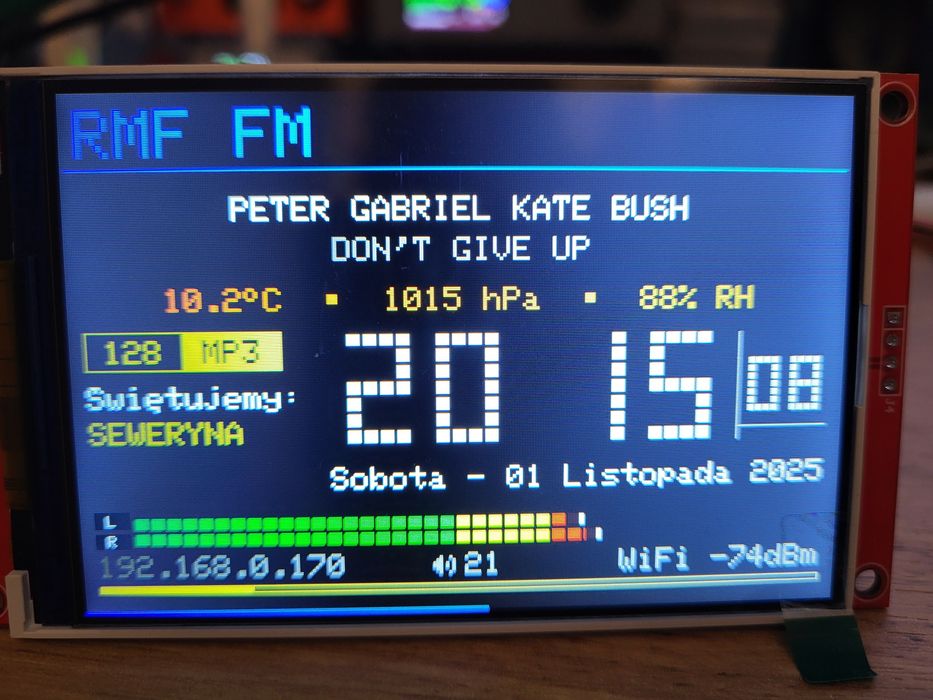 RMF FM
PETER GABRIEL KATE BUSH
DON'T GIVE UP
10.2°C ▪ 1015 hPa ▪ 88% RH
128 MP3
20 15 08
Swiętujemy:
SEWERYNA
Sobota - 01 Listopada 2025
L
R
192.168.0.170 21 WiFi -74dBm
J4